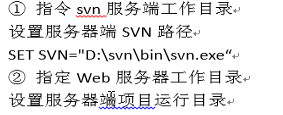 ① 指令 svn 服务端工作目录
设置服务器端 SVN 路径
SET SVN="D:\svn\bin\svn.exe“
② 指定 Web 服务器工作目录
设置服务器端项目运行目录